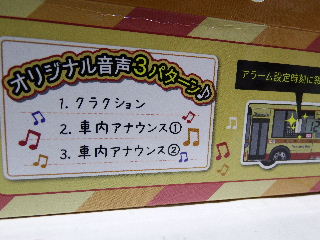 オリジナル音声3パターン♪
1. クラクション
2. 車内アナウンス①
3. 車内アナウンス②
アラーム設定時刻に